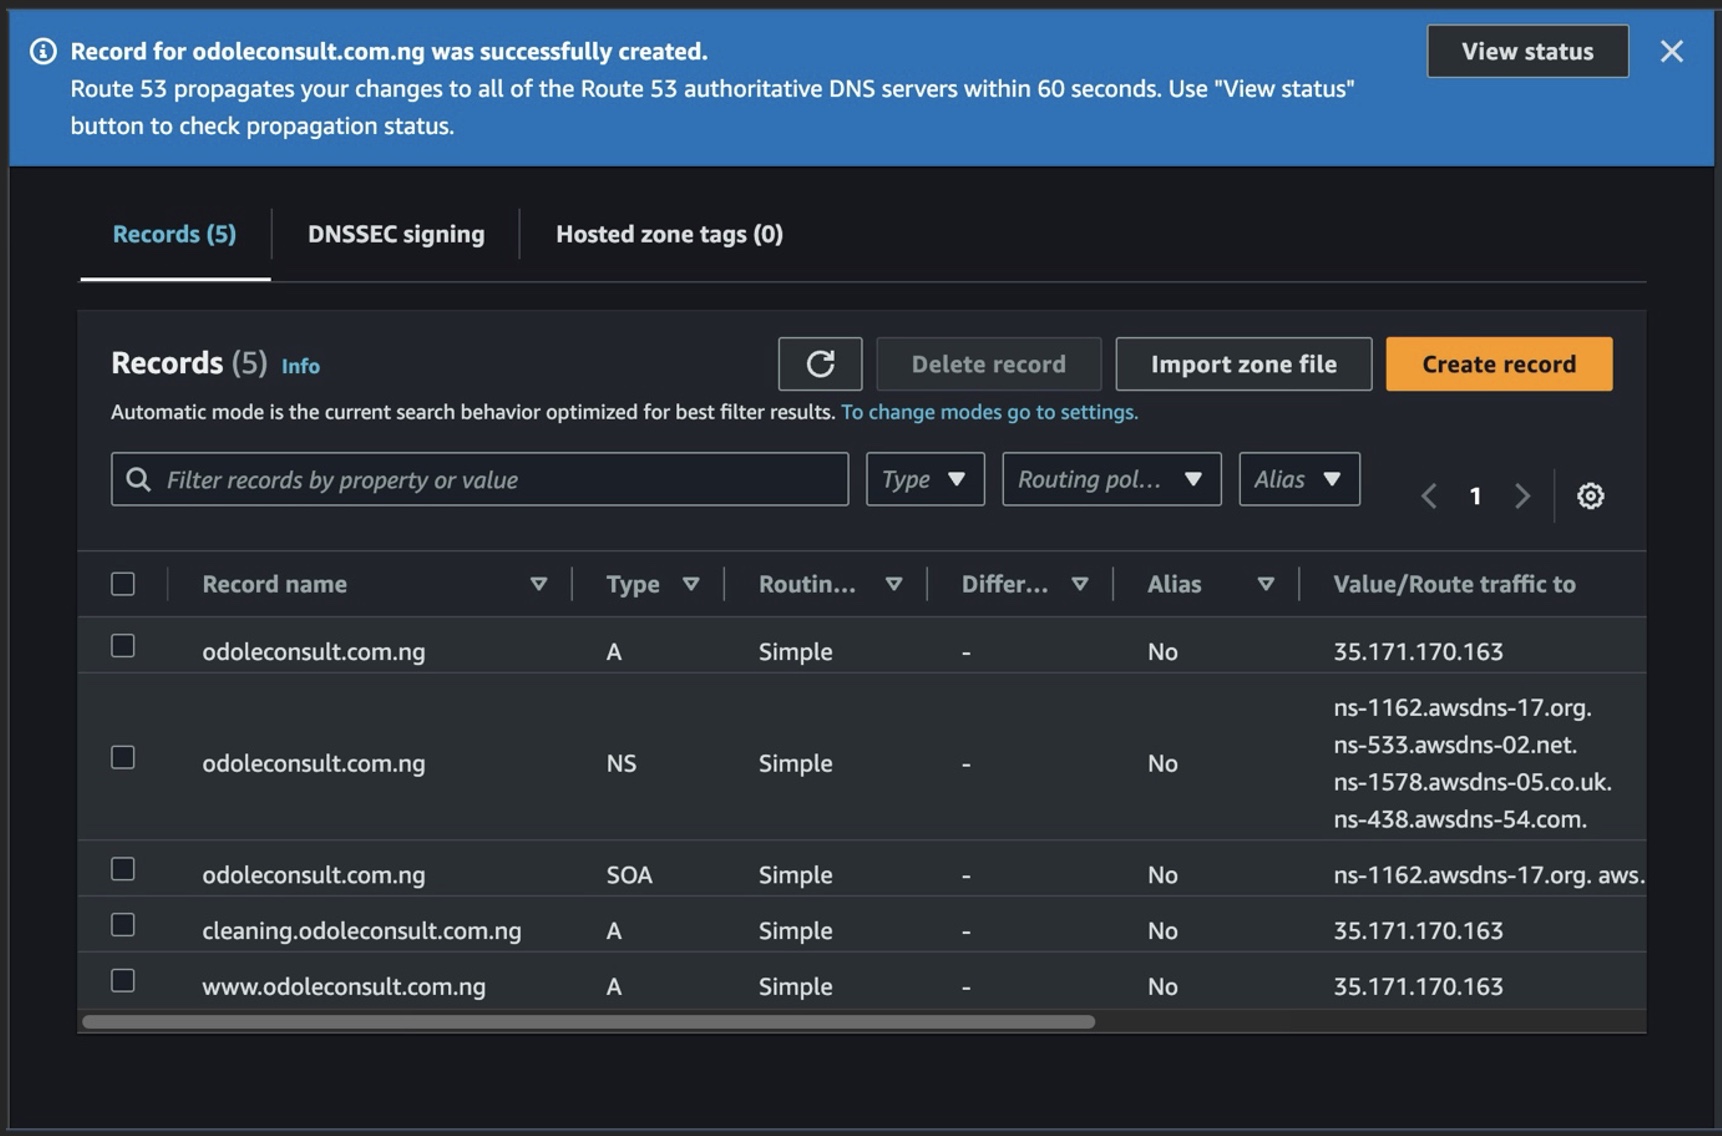 Record for odoleconsult.com.ng was successfully created.
Route 53 propagates your changes to all of the Route 53 authoritative DNS servers within 60 seconds. Use "View status"
button to check propagation status.
View status
Records (5)
DNSSEC signing
Hosted zone tags (0)
Records (5) Info
Delete record
Import zone file
Create record
Automatic mode is the current search behavior optimized for best filter results. To change modes go to settings.
Filter records by property or value
Type
Routing pol...
Alias
1
Record name Type Routin... Differ... Alias Value/Route traffic to
odoleconsult.com.ng A Simple - No 35.171.170.163
odoleconsult.com.ng NS Simple - No ns-1162.awsdns-17.org.
ns-533.awsdns-02.net.
ns-1578.awsdns-05.co.uk.
ns-438.awsdns-54.com.
odoleconsult.com.ng SOA Simple - No ns-1162.awsdns-17.org. aws.
cleaning.odoleconsult.com.ng A Simple - No 35.171.170.163
www.odoleconsult.com.ng A Simple - No 35.171.170.163